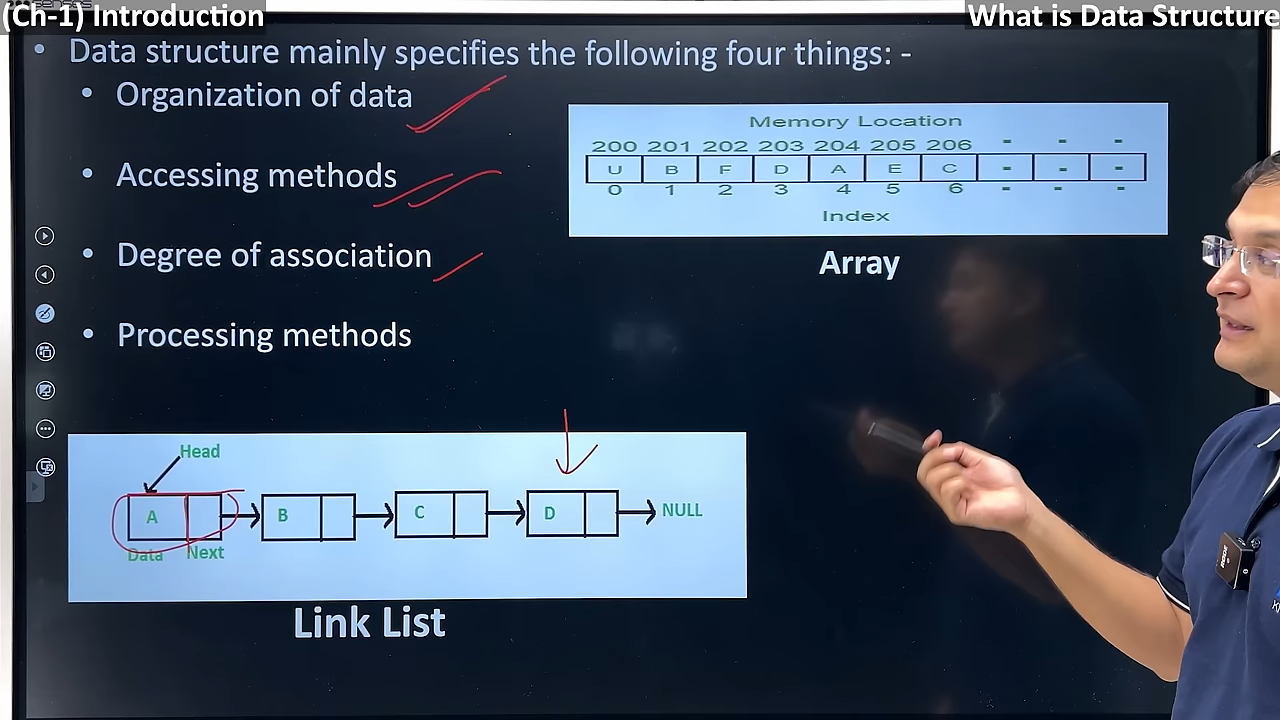 (Ch-1) Introduction
What is Data Structure
• Data structure mainly specifies the following four things: -
• Organization of data
• Accessing methods
• Degree of association
• Processing methods
Memory Location
200 201 202 203 204 205 206 - - -
U B F D A E C - - -
0 1 2 3 4 5 6 - - -
Index
Array
Head
A B C D NULL
Data Next
Link List